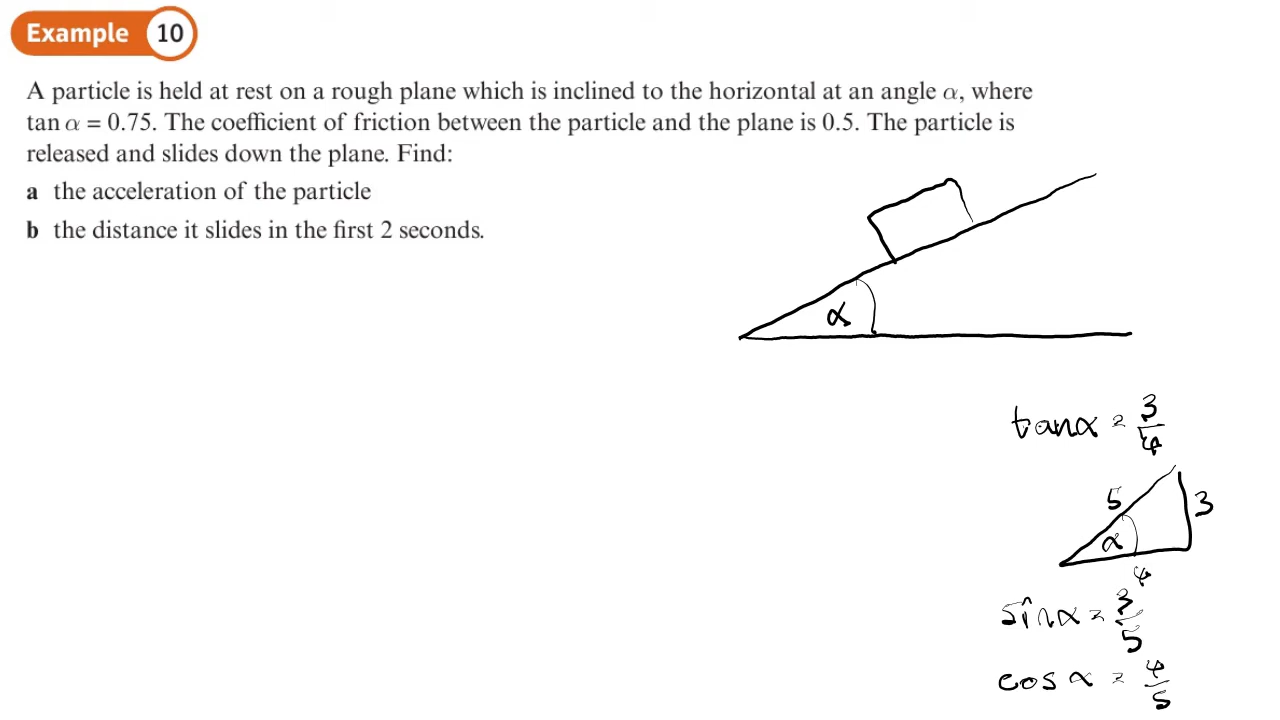 Example 10
A particle is held at rest on a rough plane which is inclined to the horizontal at an angle α, where
tan α = 0.75. The coefficient of friction between the particle and the plane is 0.5. The particle is
released and slides down the plane. Find:
a the acceleration of the particle
b the distance it slides in the first 2 seconds.
α
tanα = 3/4
5
3
α
4
sinα = 3/5
cos α = 4/5